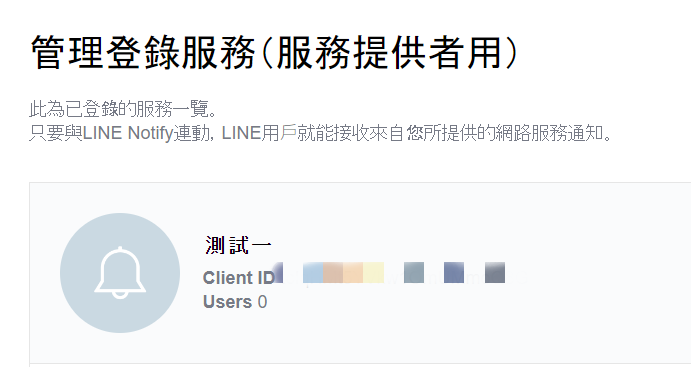 管理登錄服務(服務提供者用)
此為已登錄的服務一覽。
只要與LINE Notify連動, LINE用戶就能接收來自您所提供的網路服務通知。
測試一
Client ID
Users 0